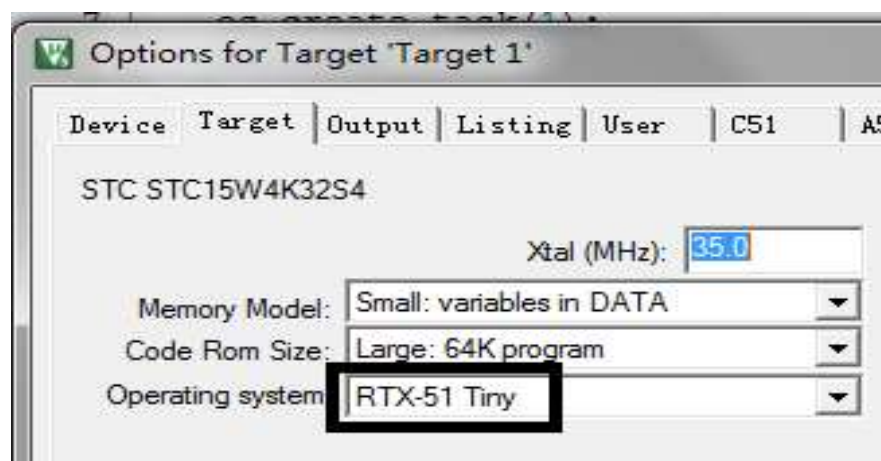 Options for Target 'Target 1'
Device Target Output Listing User C51
STC STC15W4K32S4
Xtal (MHz): 35.0
Memory Model: Small: variables in DATA
Code Rom Size: Large: 64K program
Operating system RTX-51 Tiny